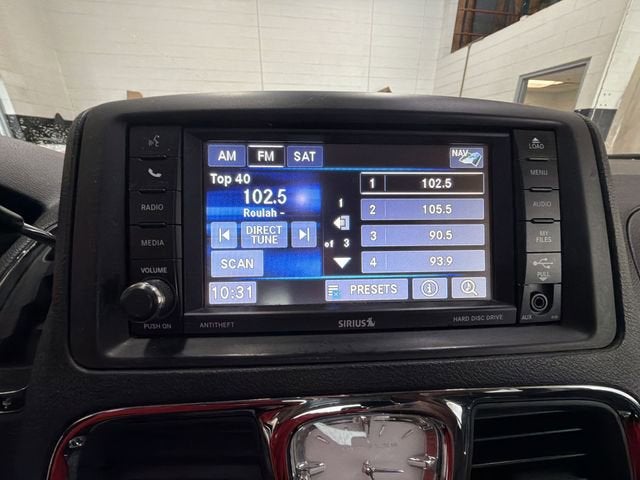 AM FM SAT NAV
Top 40
102.5
Roulah -
DIRECT
TUNE
SCAN
10:31
1
of 3
1 102.5
2 105.5
3 90.5
4 93.9
PRESETS
RADIO
MEDIA
VOLUME
PUSH ON
ANTITHEFT
SIRIUS
HARD DISC DRIVE
LOAD
MENU
AUDIO
MY
FILES
PULL
AUX